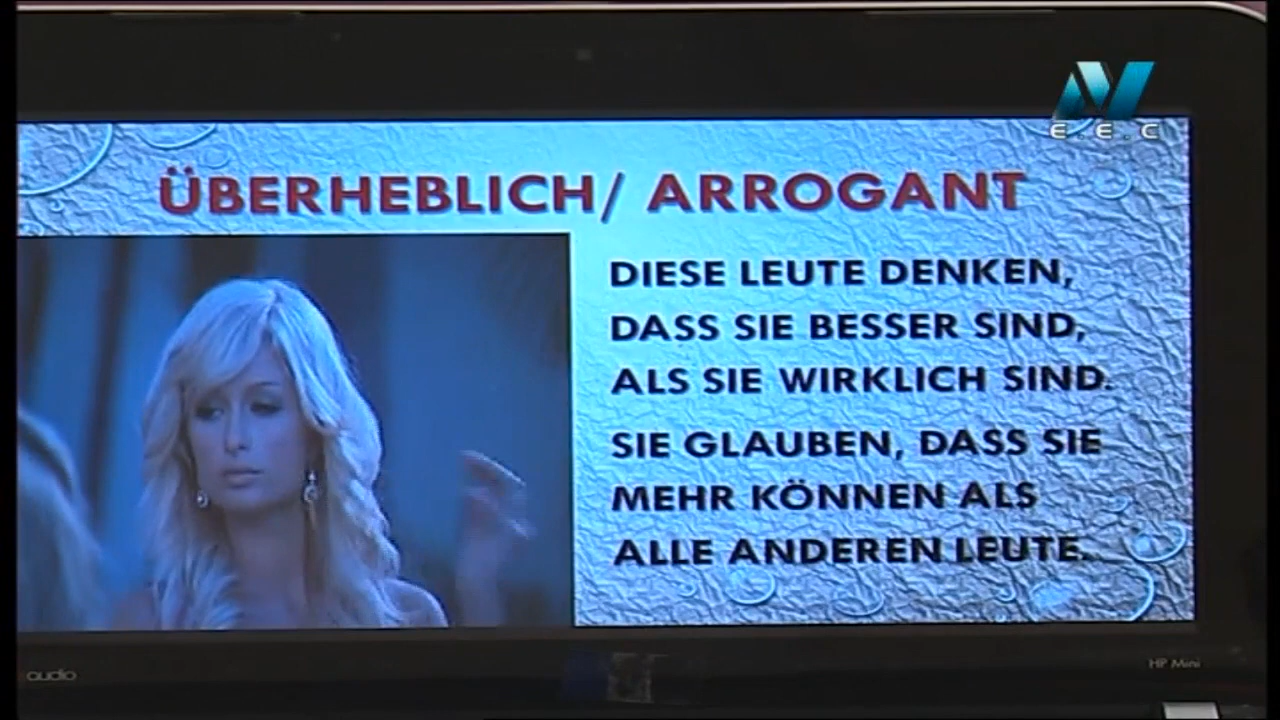 E.E.C
ÜBERHEBLICH/ ARROGANT
DIESE LEUTE DENKEN,
DASS SIE BESSER SIND,
ALS SIE WIRKLICH SIND.
SIE GLAUBEN, DASS SIE
MEHR KÖNNEN ALS
ALLE ANDEREN LEUTE.
audio
HP Mini